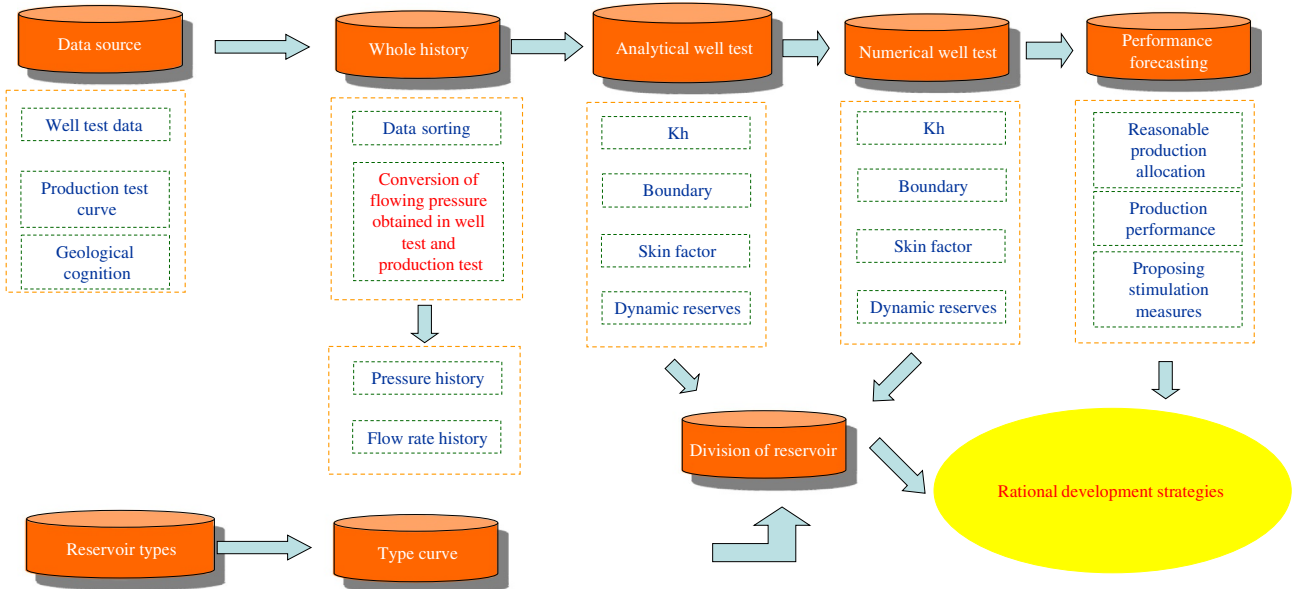 Data source
Whole history
Analytical well test
Numerical well test
Performance
forecasting
Well test data
Production test
curve
Geological
cognition
Data sorting
Conversion of
flowing pressure
obtained in well
test and
production test
Pressure history
Flow rate history
Kh
Boundary
Skin factor
Dynamic reserves
Kh
Boundary
Skin factor
Dynamic reserves
Reasonable
production
allocation
Production
performance
Proposing
stimulation
measures
Division of reservoir
Rational development strategies
Reservoir types
Type curve